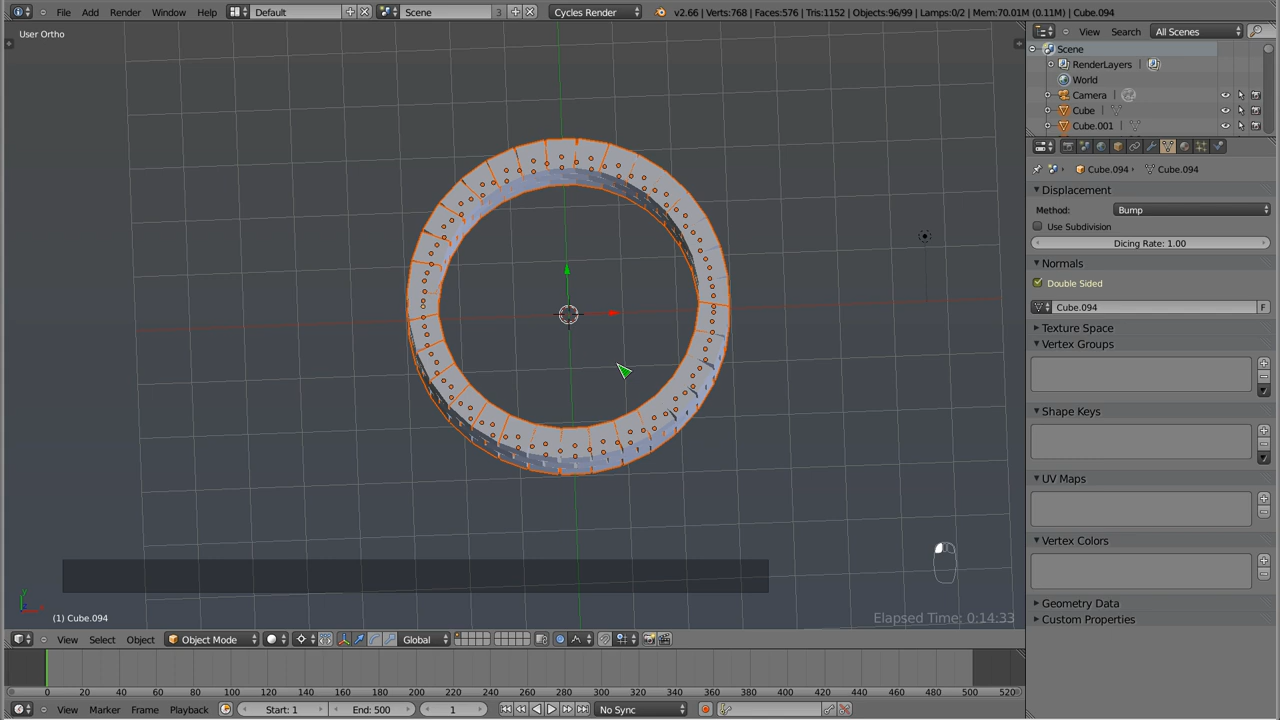 File Add Render Window Help Default Scene 3 Cycles Render v2.66 | Verts:768 | Faces:576 | Tris:1152 | Objects:96/99 | Lamps:0/2 | Mem:70.01M (0.11M) | Cube.094
User Ortho
View Search All Scenes
Scene
RenderLayers
World
Camera
Cube
Cube.001
Cube.094 Cube.094
Displacement
Method: Bump
Use Subdivision
Dicing Rate: 1.00
Normals
Double Sided
Cube.094 F
Texture Space
Vertex Groups
Shape Keys
UV Maps
Vertex Colors
Geometry Data
Custom Properties
(1) Cube.094
Elapsed Time: 0:14:33
View Select Object Object Mode Global
0 20 40 60 80 100 120 140 160 180 200 220 240 260 280 300 320 340 360 380 400 420 440 460 480 500 520
View Marker Frame Playback Start: 1 End: 500 1 No Sync